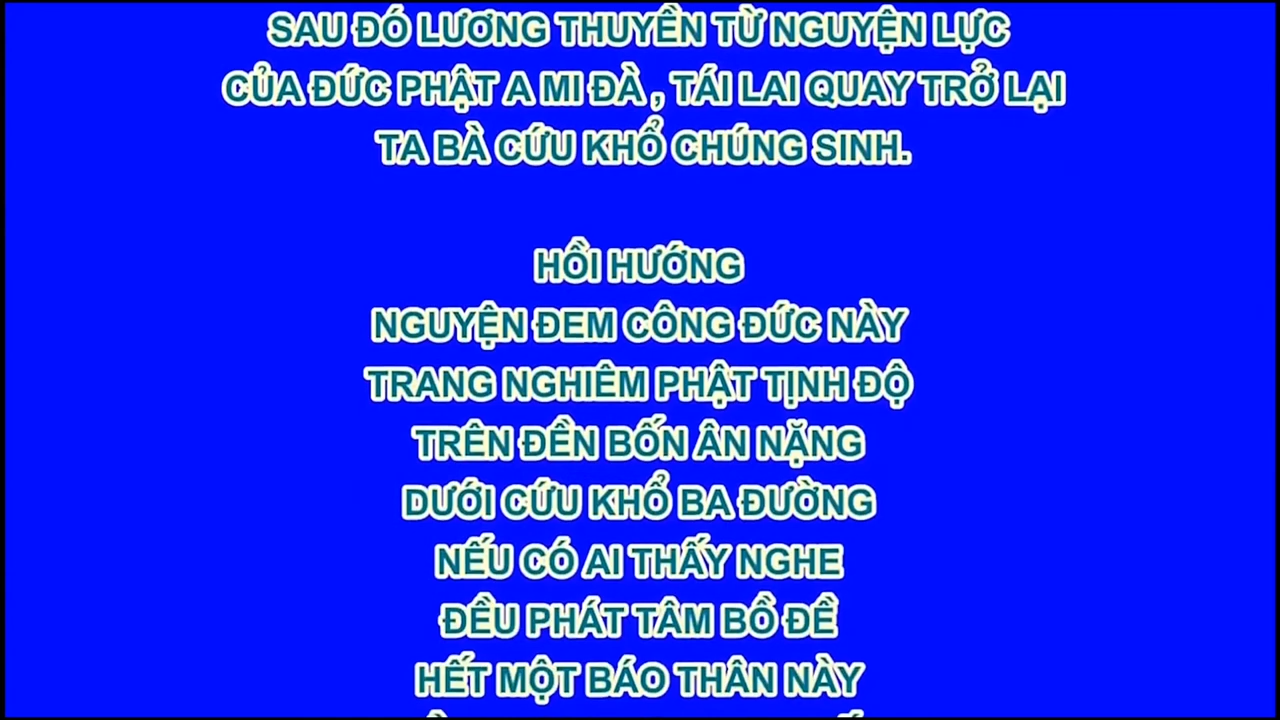 SAU ĐÓ LƯƠNG THUYỀN TỪ NGUYỆN LỰC
CỦA ĐỨC PHẬT A MI ĐÀ , TÁI LAI QUAY TRỞ LẠI
TA BÀ CỨU KHỔ CHÚNG SINH.
HỒI HƯỚNG
NGUYỆN ĐEM CÔNG ĐỨC NÀY
TRANG NGHIÊM PHẬT TỊNH ĐỘ
TRÊN ĐỀN BỐN ÂN NẶNG
DƯỚI CỨU KHỔ BA ĐƯỜNG
NẾU CÓ AI THẤY NGHE
ĐỀU PHÁT TÂM BỒ ĐỀ
HẾT MỘT BÁO THÂN NÀY